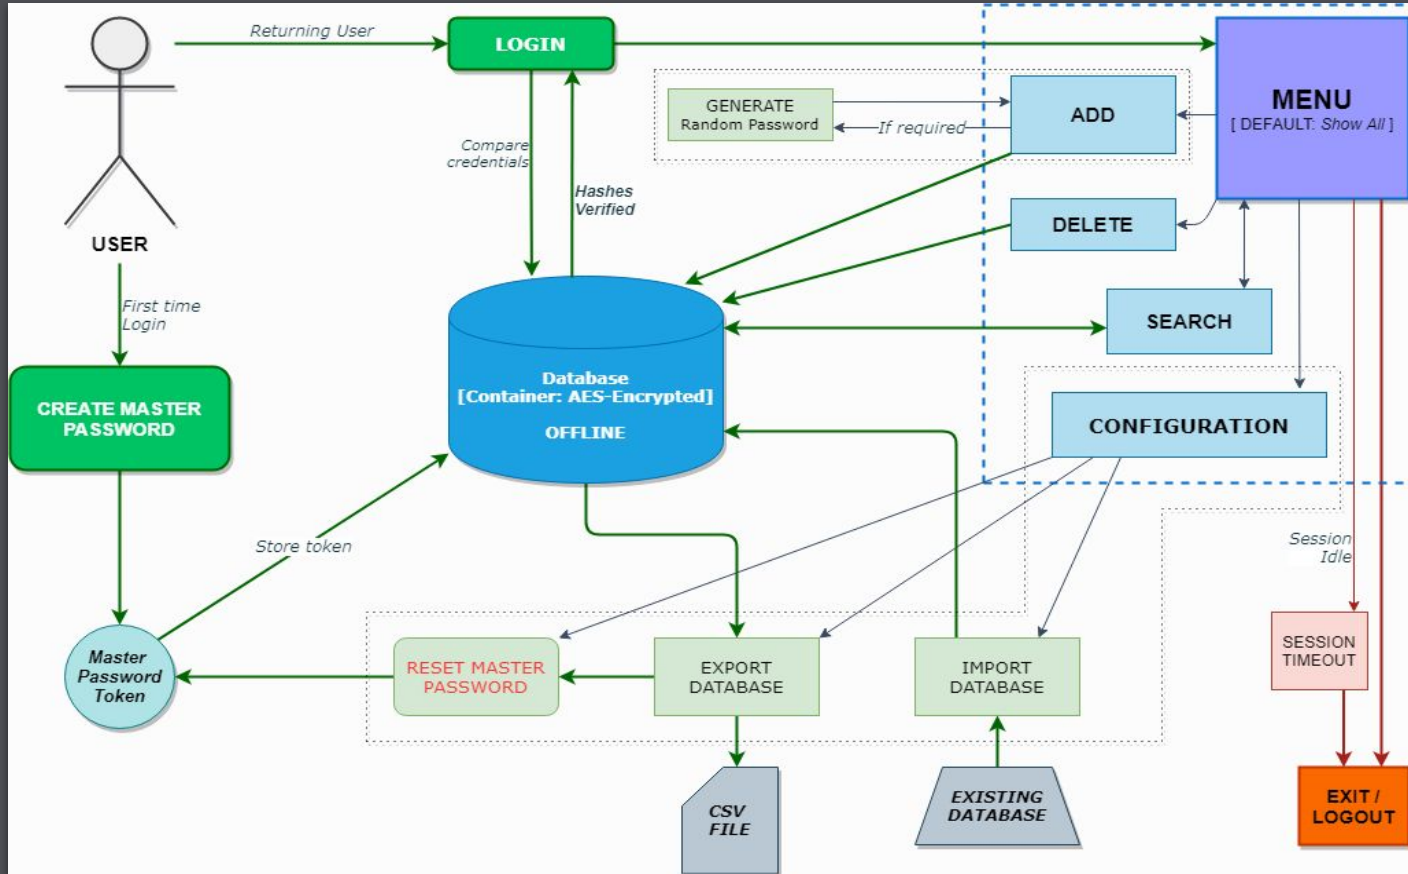 Returning User
LOGIN
MENU
[ DEFAULT: Show All ]
GENERATE
Random Password
If required
ADD
Compare
credentials
Hashes
Verified
DELETE
USER
First time
Login
SEARCH
CREATE MASTER
PASSWORD
Database
[Container: AES-Encrypted]
OFFLINE
CONFIGURATION
Store token
Session
Idle
Master
Password
Token
RESET MASTER
PASSWORD
EXPORT
DATABASE
IMPORT
DATABASE
SESSION
TIMEOUT
CSV
FILE
EXISTING
DATABASE
EXIT /
LOGOUT